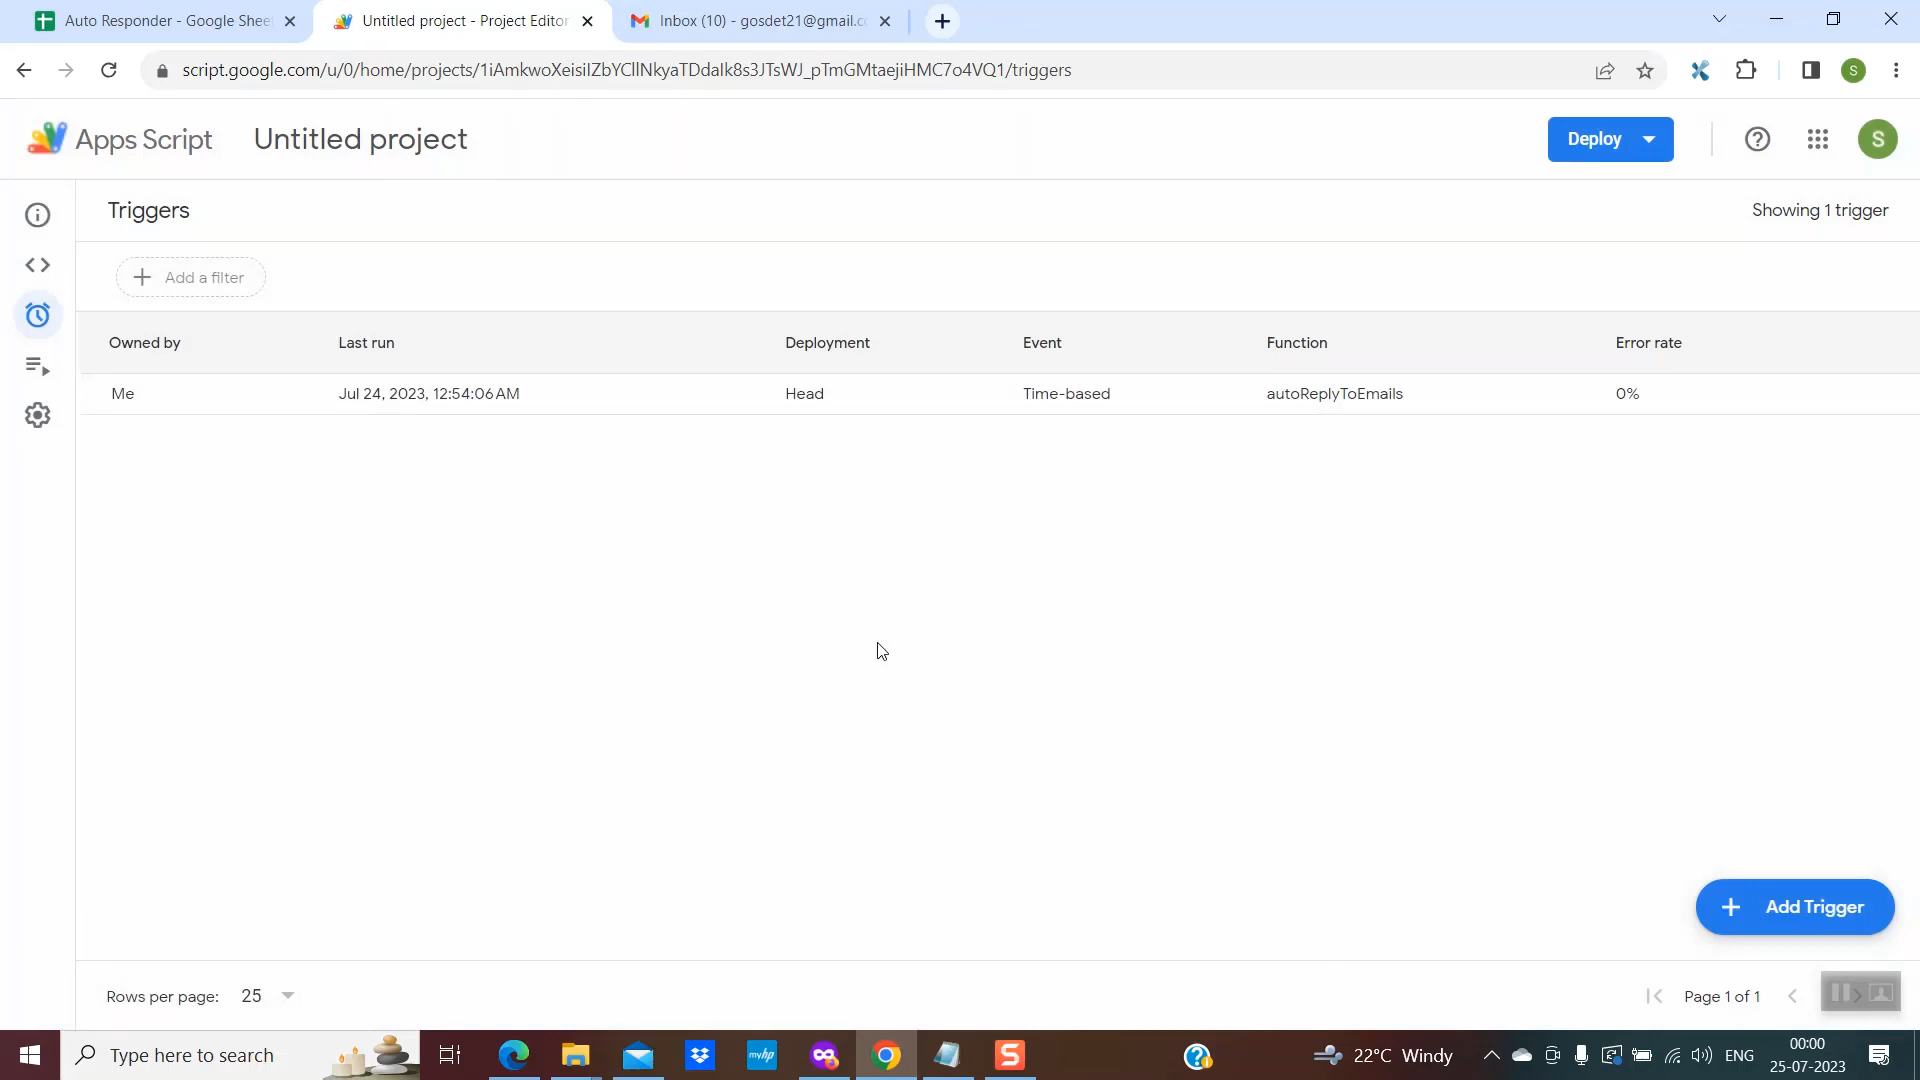 Auto Responder - Google Shee
Untitled project - Project Editor
Inbox (10) - gosdet21@gmail.c
script.google.com/u/0/home/projects/1iAmkwoXeisiIZbYCllNkyaTDdaIk8s3JTsWJ_pTmGMtaejiHMC7o4VQ1/triggers
S
Apps Script
Untitled project
Deploy
S
Triggers
Showing 1 trigger
Add a filter
Owned by Last run Deployment Event Function Error rate
Me Jul 24, 2023, 12:54:06 AM Head Time-based autoReplyToEmails 0%
Add Trigger
Rows per page: 25
Page 1 of 1
Type here to search
myhp
S
22°C Windy
ENG
00:00
25-07-2023